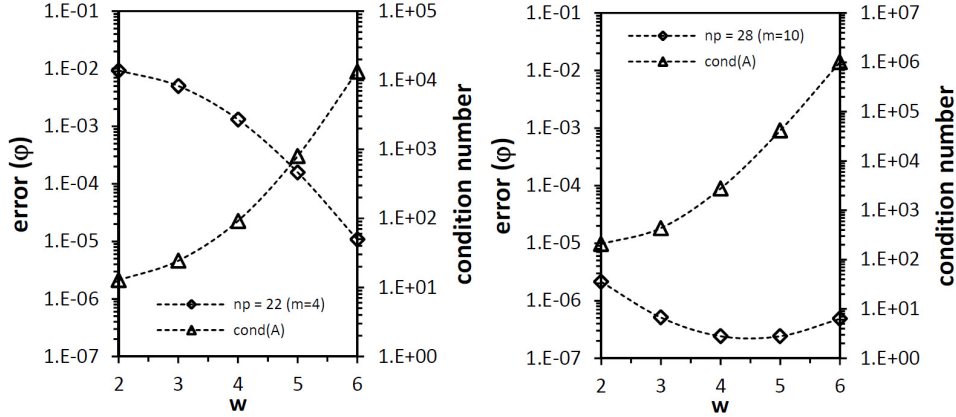 1.E-01
1.E-02
1.E-03
1.E-04
1.E-05
1.E-06
1.E-07
error (φ)
1.E+05
1.E+04
1.E+03
1.E+02
1.E+01
1.E+00
condition number
np = 22 (m=4)
cond(A)
2 3 4 5 6
w
1.E-01
1.E-02
1.E-03
1.E-04
1.E-05
1.E-06
1.E-07
error (φ)
1.E+07
1.E+06
1.E+05
1.E+04
1.E+03
1.E+02
1.E+01
1.E+00
condition number
np = 28 (m=10)
cond(A)
2 3 4 5 6
w